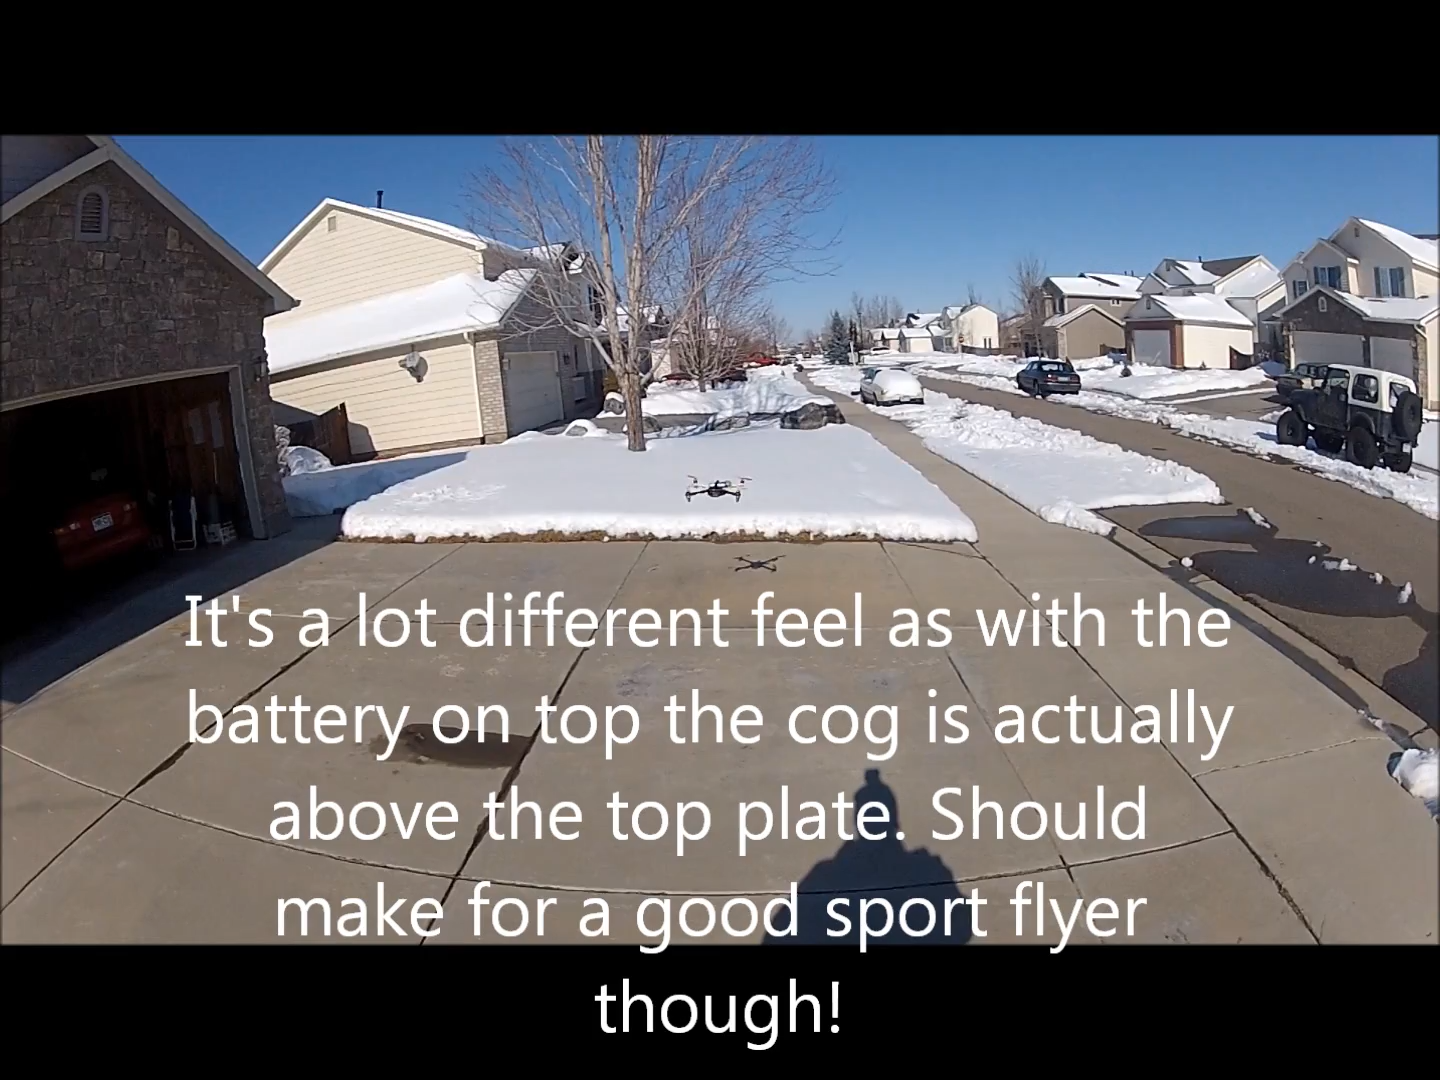 It's a lot different feel as with the
battery on top the cog is actually
above the top plate. Should
make for a good sport flyer
though!